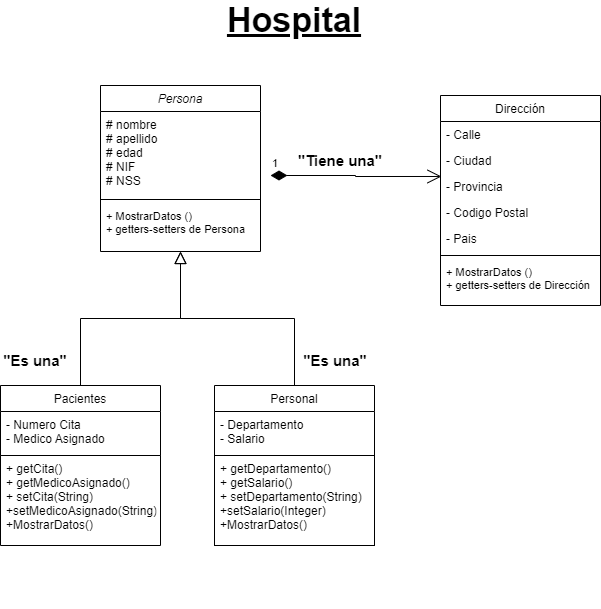 Hospital
Persona
# nombre
# apellido
# edad
# NIF
# NSS
+ MostrarDatos ()
+ getters-setters de Persona
1
"Tiene una"
Dirección
- Calle
- Ciudad
- Provincia
- Codigo Postal
- Pais
+ MostrarDatos ()
+ getters-setters de Dirección
"Es una"
"Es una"
Pacientes
- Numero Cita
- Medico Asignado
+ getCita()
+ getMedicoAsignado()
+ setCita(String)
+setMedicoAsignado(String)
+MostrarDatos()
Personal
- Departamento
- Salario
+ getDepartamento()
+ getSalario()
+ setDepartamento(String)
+setSalario(Integer)
+MostrarDatos()